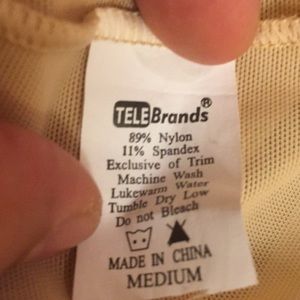 TELEBrands®
89% Nylon
11% Spandex
Exclusive of Trim
Machine Wash
Lukewarm Water
Tumble Dry Low
Do not Bleach
MADE IN CHINA
MEDIUM